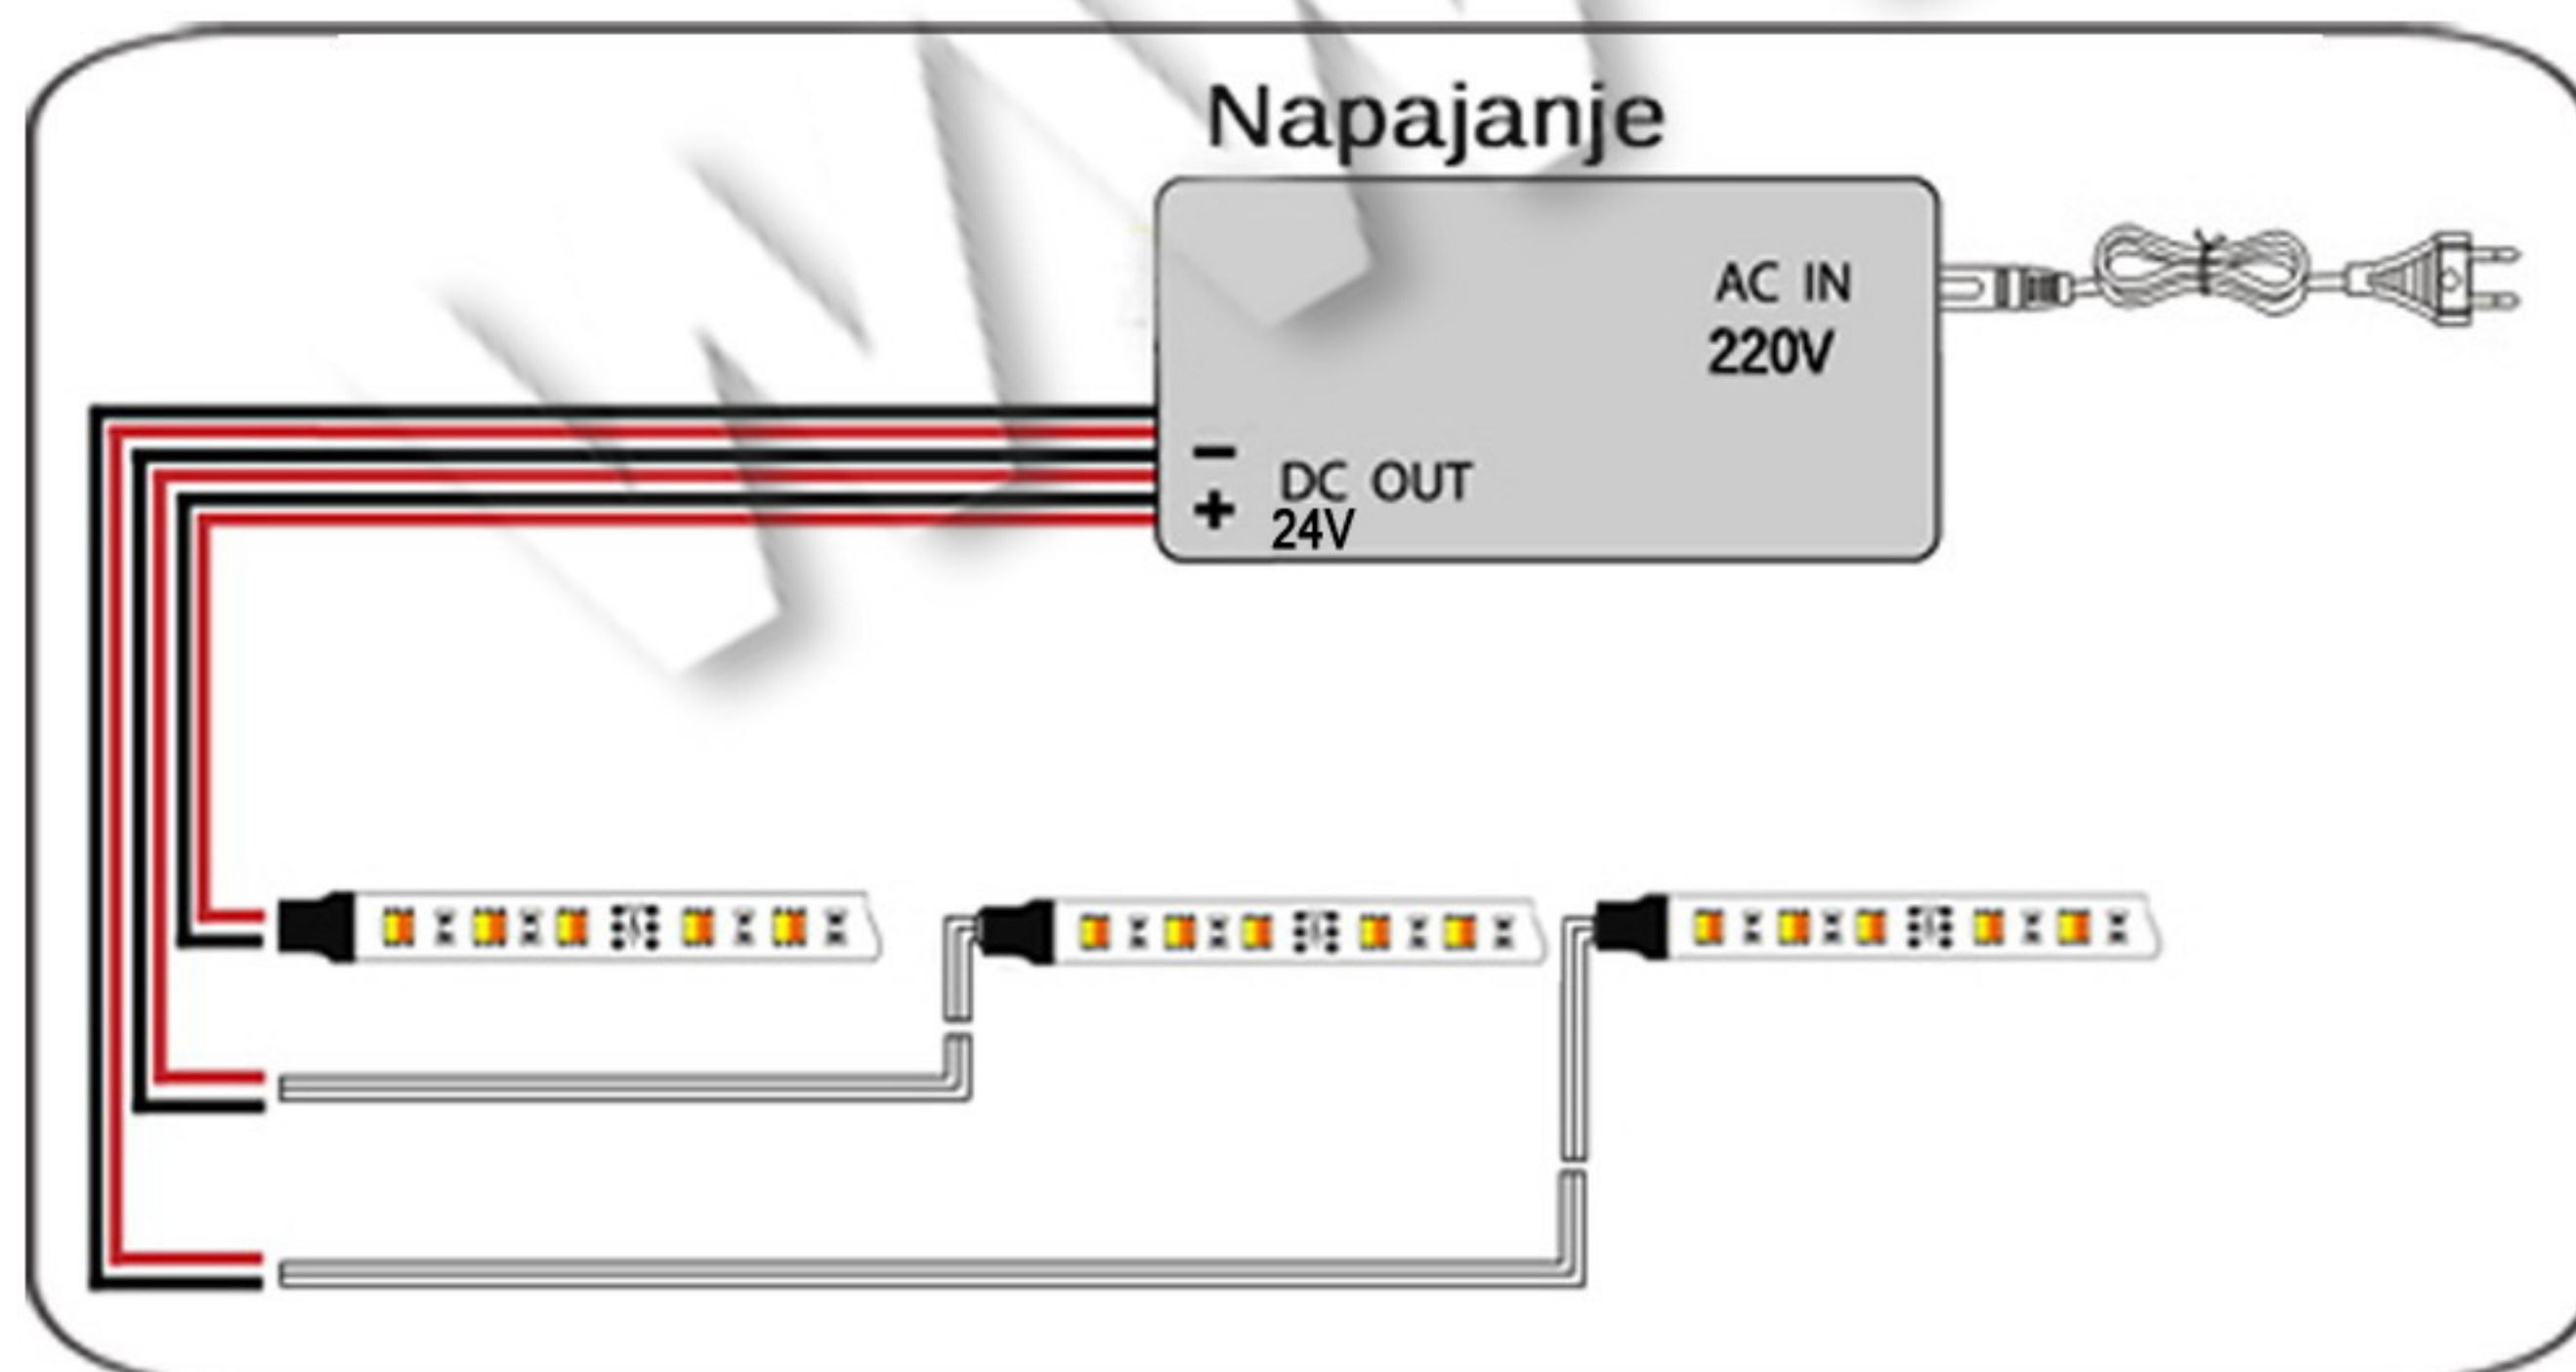 Napajanje
AC IN
220V
− DC OUT
+ 24V